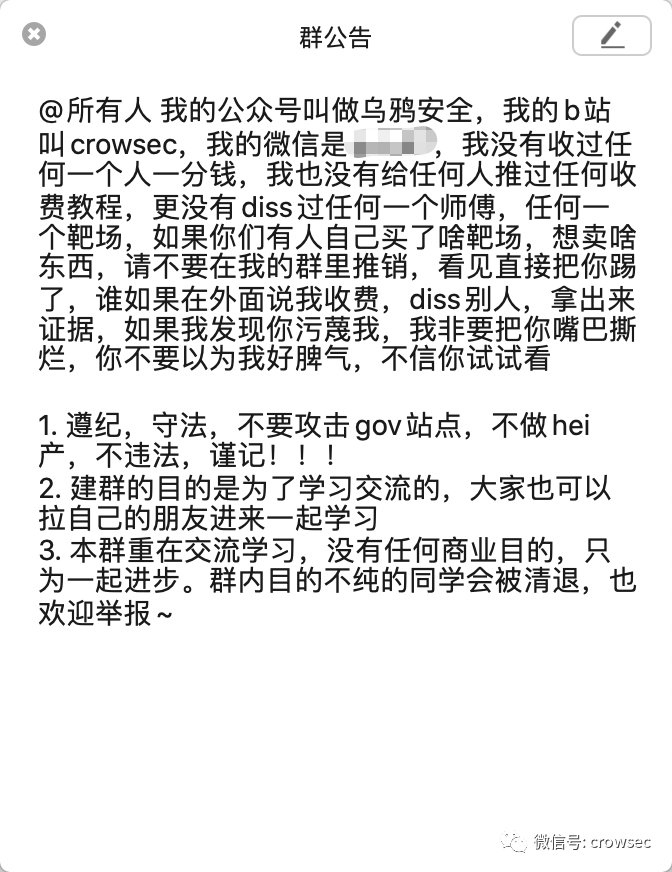 群公告
@所有人 我的公众号叫做乌鸦安全，我的b站
叫crowsec，我的微信是，我没有收过任
何一个人一分钱，我也没有给任何人推过任何收
费教程，更没有diss过任何一个师傅，任何一
个靶场，如果你们有人自己买了啥靶场，想卖啥
东西，请不要在我的群里推销，看见直接把你踢
了，谁如果在外面说我收费，diss别人，拿出来
证据，如果我发现你污蔑我，我非要把你嘴巴撕
烂，你不要以为我好脾气，不信你试试看
1. 遵纪，守法，不要攻击gov站点，不做hei
产，不违法，谨记！！！
2. 建群的目的是为了学习交流的，大家也可以
拉自己的朋友进来一起学习
3. 本群重在交流学习，没有任何商业目的，只
为一起进步。群内目的不纯的同学会被清退，也
欢迎举报~
微信号: crowsec